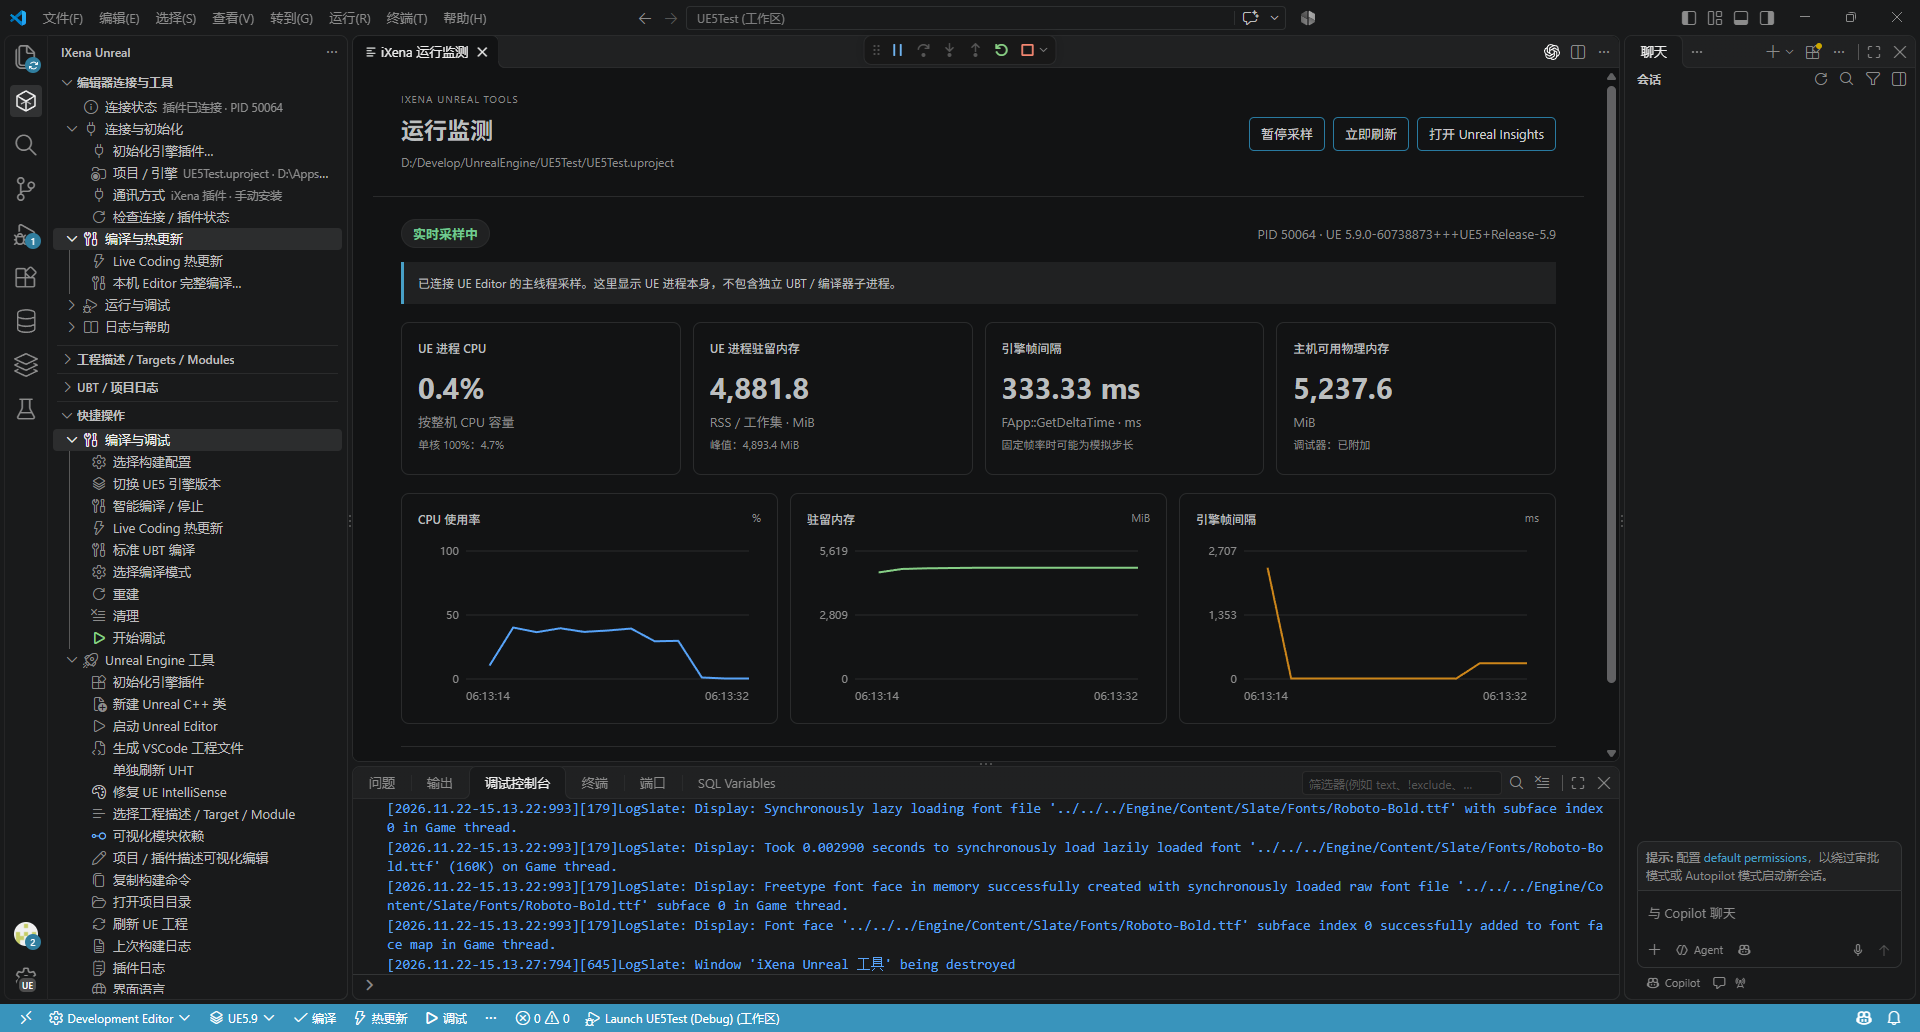 文件(F) 编辑(E) 选择(S) 查看(V) 转到(G) 运行(R) 终端(T) 帮助(H)
UE5Test (工作区)
IXena Unreal
编辑器连接与工具
连接状态 插件已连接 · PID 50064
连接与初始化
初始化引擎插件...
项目 / 引擎 UE5Test.uproject · D:\Apps...
通讯方式 iXena 插件 · 手动安装
检查连接 / 插件状态
编译与热更新
Live Coding 热更新
本机 Editor 完整编译...
运行与调试
日志与帮助
工程描述 / Targets / Modules
UBT / 项目日志
快捷操作
编译与调试
选择构建配置
切换 UE5 引擎版本
智能编译 / 停止
Live Coding 热更新
标准 UBT 编译
选择编译模式
重建
清理
开始调试
Unreal Engine 工具
初始化引擎插件
新建 Unreal C++ 类
启动 Unreal Editor
生成 VSCode 工程文件
单独刷新 UHT
修复 UE IntelliSense
选择工程描述 / Target / Module
可视化模块依赖
项目 / 插件描述可视化编辑
复制构建命令
打开项目目录
刷新 UE 工程
上次构建日志
插件日志
界面语言
1
2
UE
iXena 运行监测
IXENA UNREAL TOOLS
运行监测
D:/Develop/UnrealEngine/UE5Test/UE5Test.uproject
暂停采样 立即刷新 打开 Unreal Insights
实时采样中
PID 50064 · UE 5.9.0-60738873+++UE5+Release-5.9
已连接 UE Editor 的主线程采样。这里显示 UE 进程本身，不包含独立 UBT / 编译器子进程。
UE 进程 CPU
0.4%
按整机 CPU 容量
单核 100%：4.7%
UE 进程驻留内存
4,881.8
RSS / 工作集 · MiB
峰值：4,893.4 MiB
引擎帧间隔
333.33 ms
FApp::GetDeltaTime · ms
固定帧率时可能为模拟步长
主机可用物理内存
5,237.6
MiB
调试器：已附加
CPU 使用率 %
100
50
0
06:13:14 06:13:32
驻留内存 MiB
5,619
2,809
0
06:13:14 06:13:32
引擎帧间隔 ms
2,707
1,353
0
06:13:14 06:13:32
问题 输出 调试控制台 终端 端口 SQL Variables
筛选器(例如 text、!exclude、...
[2026.11.22-15.13.22:993][179]LogSlate: Display: Synchronously lazy loading font file '../../../Engine/Content/Slate/Fonts/Roboto-Bold.ttf' with subface index
0 in Game thread.
[2026.11.22-15.13.22:993][179]LogSlate: Display: Took 0.002990 seconds to synchronously load lazily loaded font '../../../Engine/Content/Slate/Fonts/Roboto-Bo
ld.ttf' (160K) on Game thread.
[2026.11.22-15.13.22:993][179]LogSlate: Display: Freetype font face in memory successfully created with synchronously loaded raw font file '../../../Engine/Co
ntent/Slate/Fonts/Roboto-Bold.ttf' subface 0 in Game thread.
[2026.11.22-15.13.22:993][179]LogSlate: Display: Font face '../../../Engine/Content/Slate/Fonts/Roboto-Bold.ttf' subface index 0 successfully added to font fa
ce map in Game thread.
[2026.11.22-15.13.27:794][645]LogSlate: Window 'iXena Unreal 工具' being destroyed
聊天
会话
提示: 配置 default permissions，以绕过审批
模式或 Autopilot 模式启动新会话。
与 Copilot 聊天
Agent
Copilot
Development Editor UE5.9 编译 热更新 调试 0 0 Launch UE5Test (Debug) (工作区)